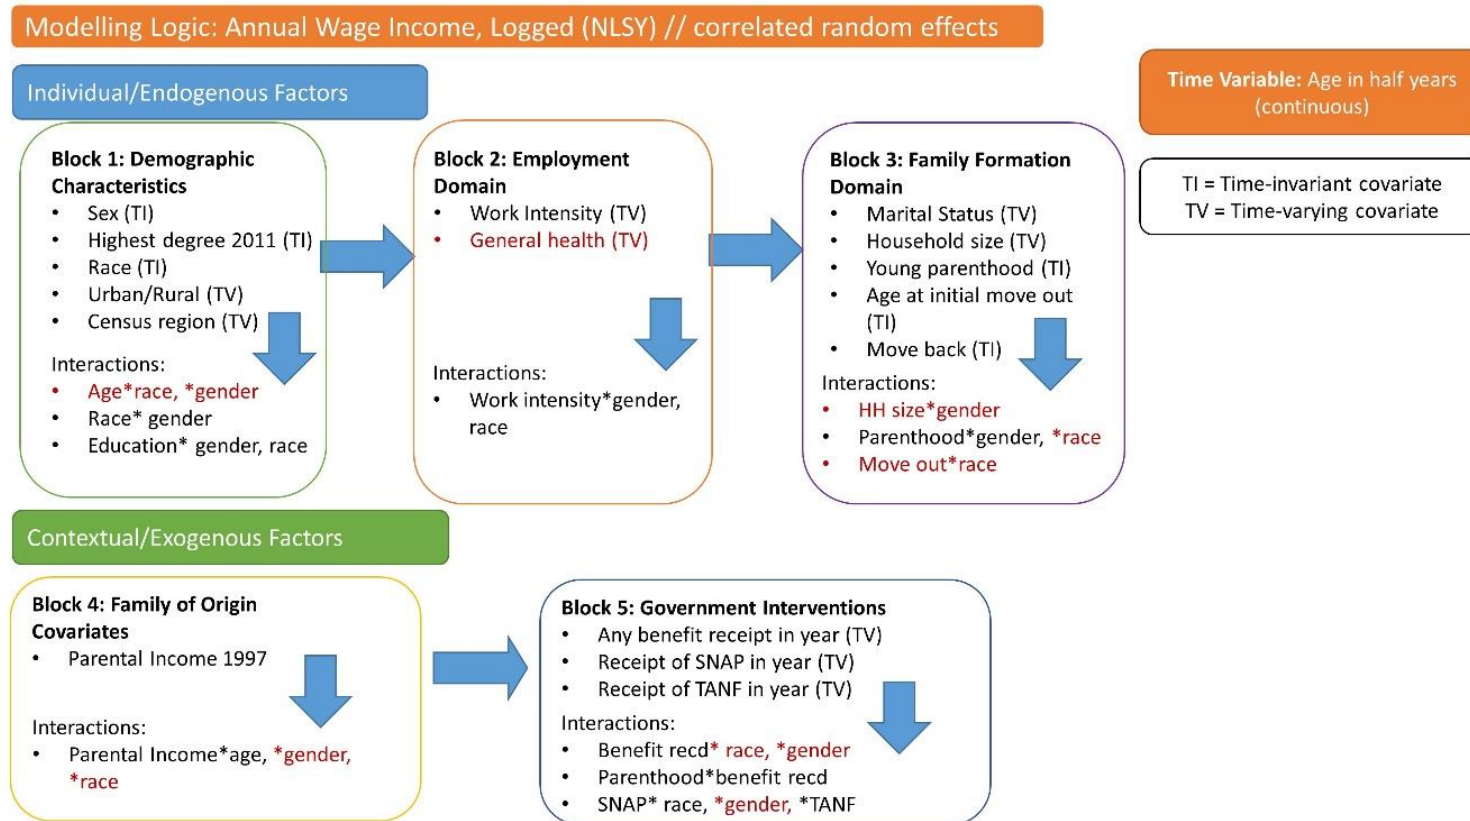 Modelling Logic: Annual Wage Income, Logged (NLSY) // correlated random effects
Individual/Endogenous Factors
Time Variable: Age in half years
(continuous)
TI = Time-invariant covariate
TV = Time-varying covariate
Block 1: Demographic
Characteristics
• Sex (TI)
• Highest degree 2011 (TI)
• Race (TI)
• Urban/Rural (TV)
• Census region (TV)
Interactions:
• Age*race, *gender
• Race* gender
• Education* gender, race
Block 2: Employment
Domain
• Work Intensity (TV)
• General health (TV)
Interactions:
• Work intensity*gender,
race
Block 3: Family Formation
Domain
• Marital Status (TV)
• Household size (TV)
• Young parenthood (TI)
• Age at initial move out
(TI)
• Move back (TI)
Interactions:
• HH size*gender
• Parenthood*gender, *race
• Move out*race
Contextual/Exogenous Factors
Block 4: Family of Origin
Covariates
• Parental Income 1997
Interactions:
• Parental Income*age, *gender,
*race
Block 5: Government Interventions
• Any benefit receipt in year (TV)
• Receipt of SNAP in year (TV)
• Receipt of TANF in year (TV)
Interactions:
• Benefit recd* race, *gender
• Parenthood*benefit recd
• SNAP* race, *gender, *TANF